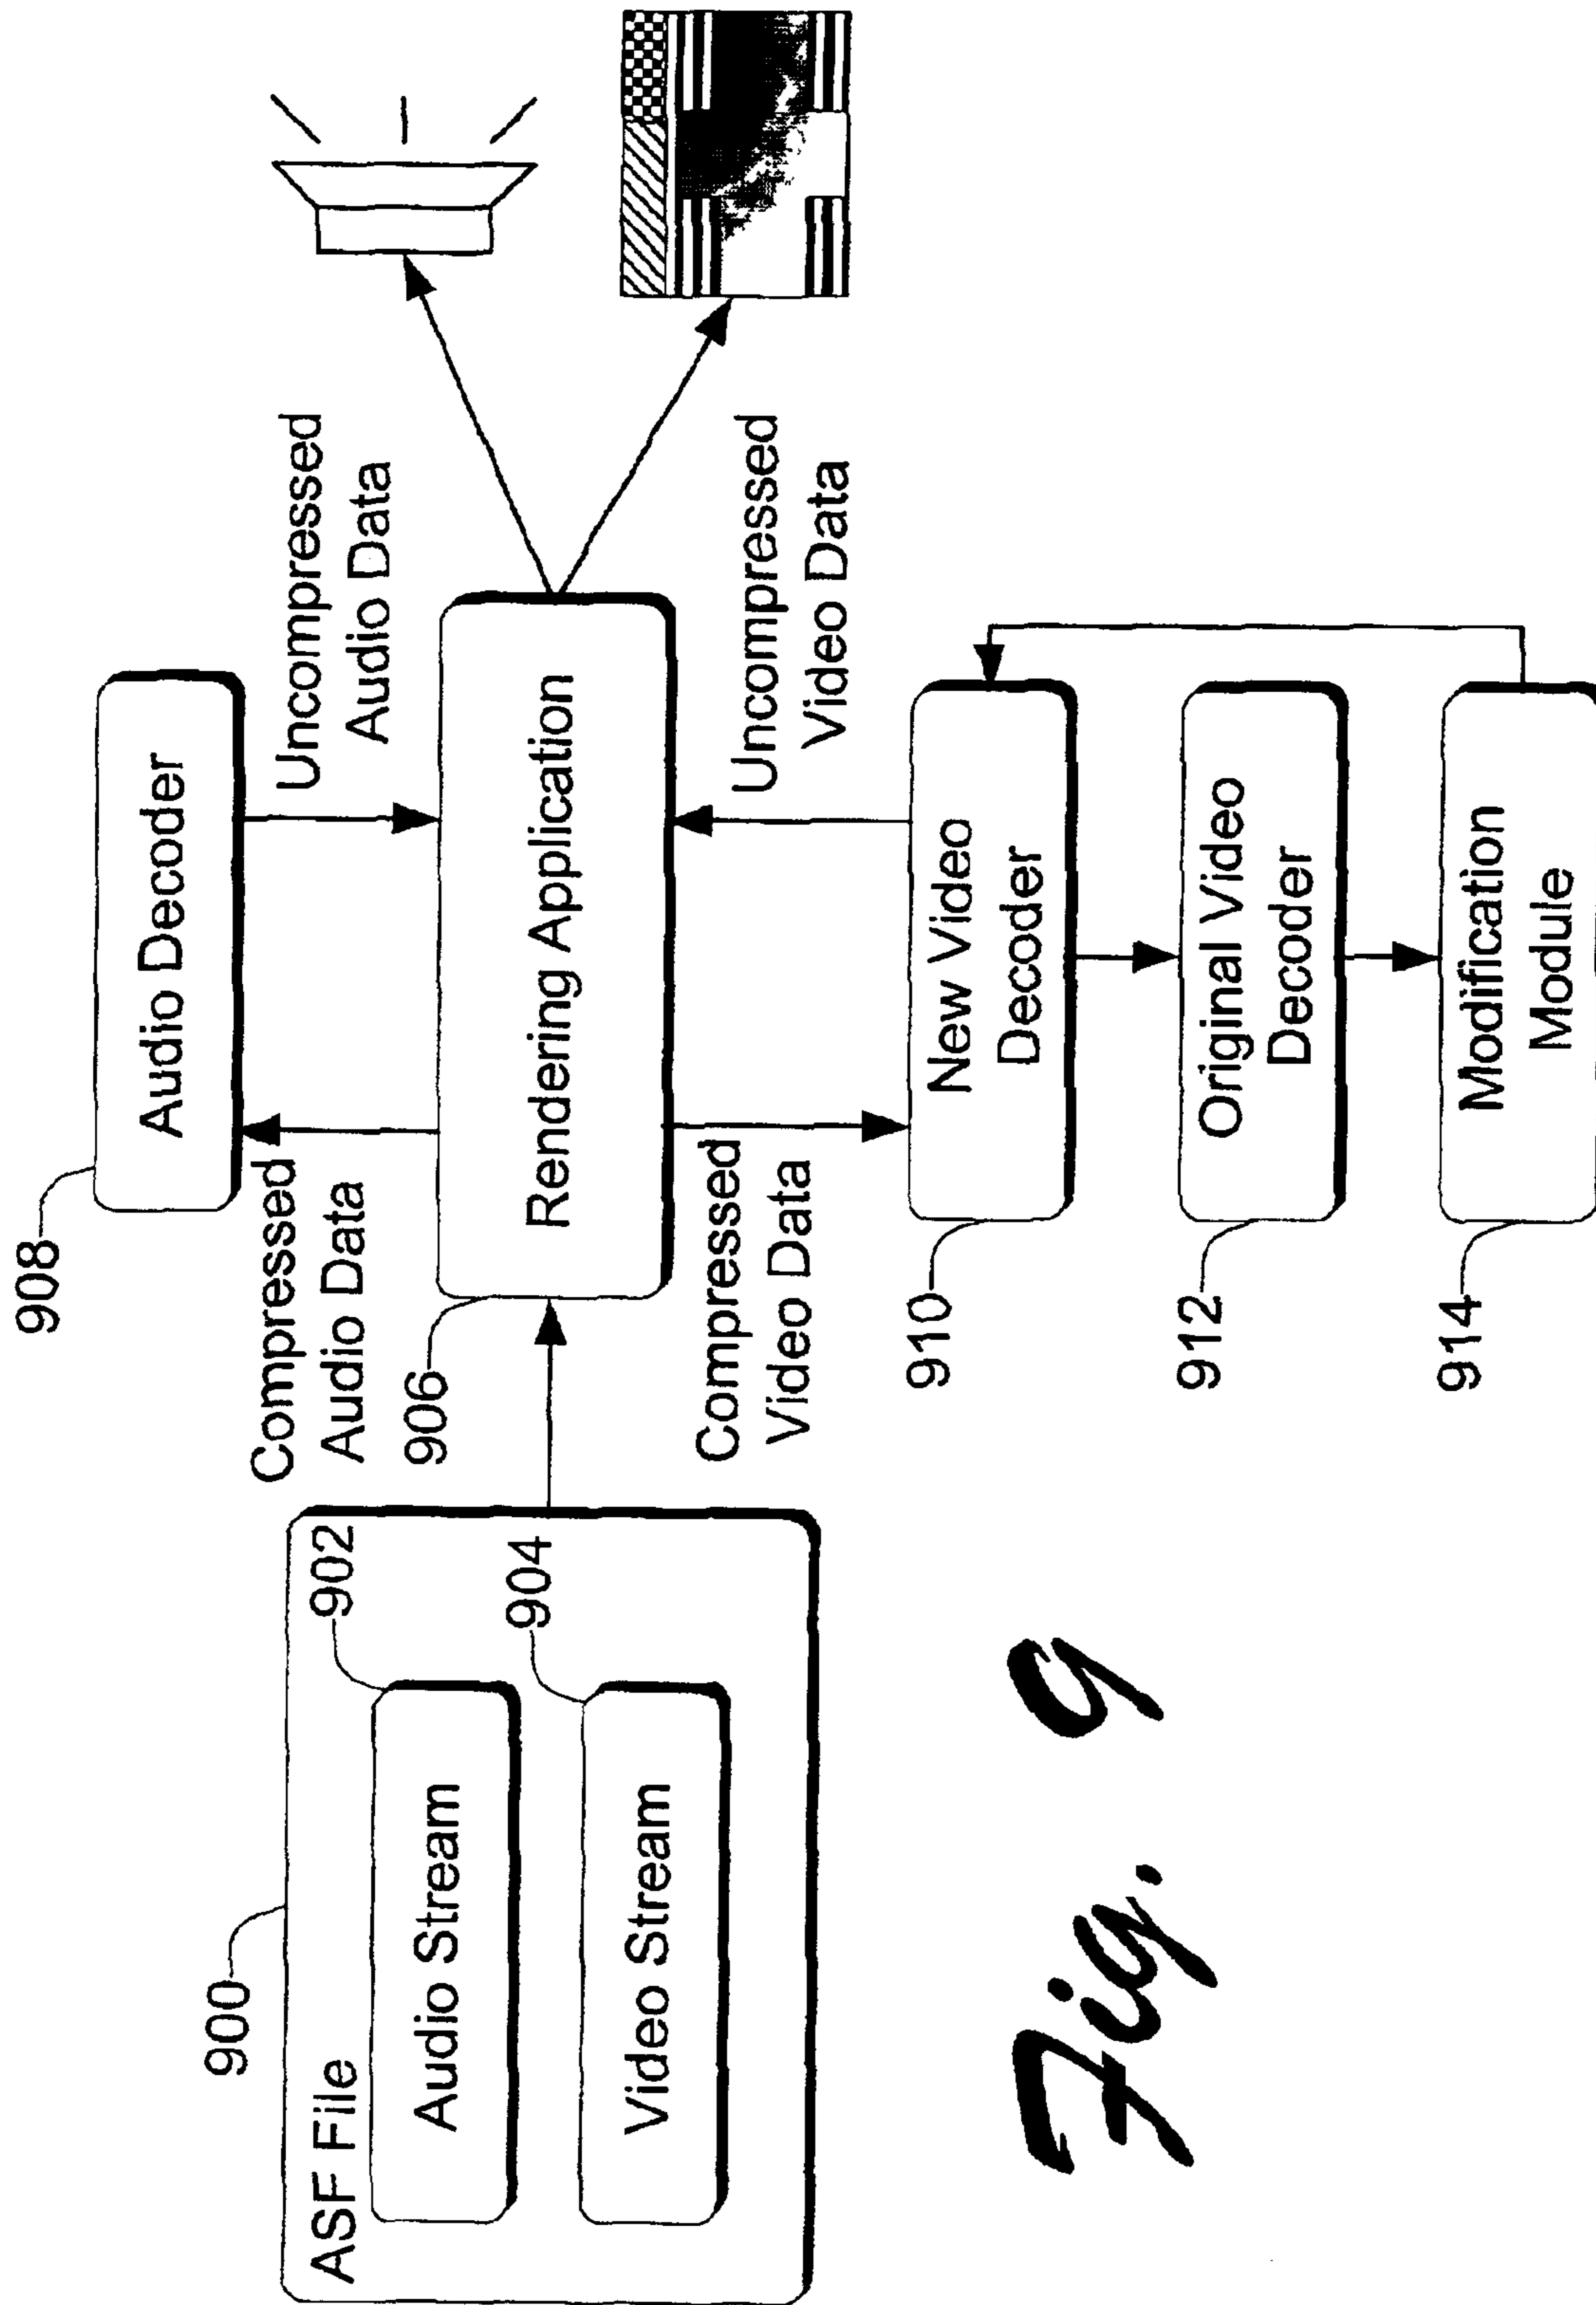 908
Audio Decoder
Compressed
Audio Data
Uncompressed
Audio Data
900
ASF File
902
Audio Stream
904
Video Stream
906
Rendering Application
Compressed
Video Data
Uncompressed
Video Data
910
New Video
Decoder
912
Original Video
Decoder
914
Modification
Module
Fig. 9